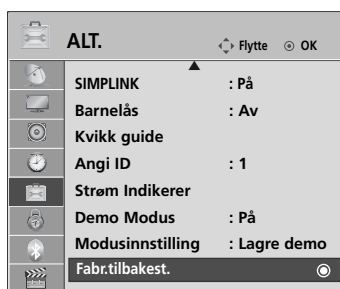 ALT. Flytte OK
SIMPLINK : På
Barnelås : Av
Kvikk guide
Angi ID : 1
Strøm Indikerer
Demo Modus : På
Modusinnstilling : Lagre demo
Fabr.tilbakest.